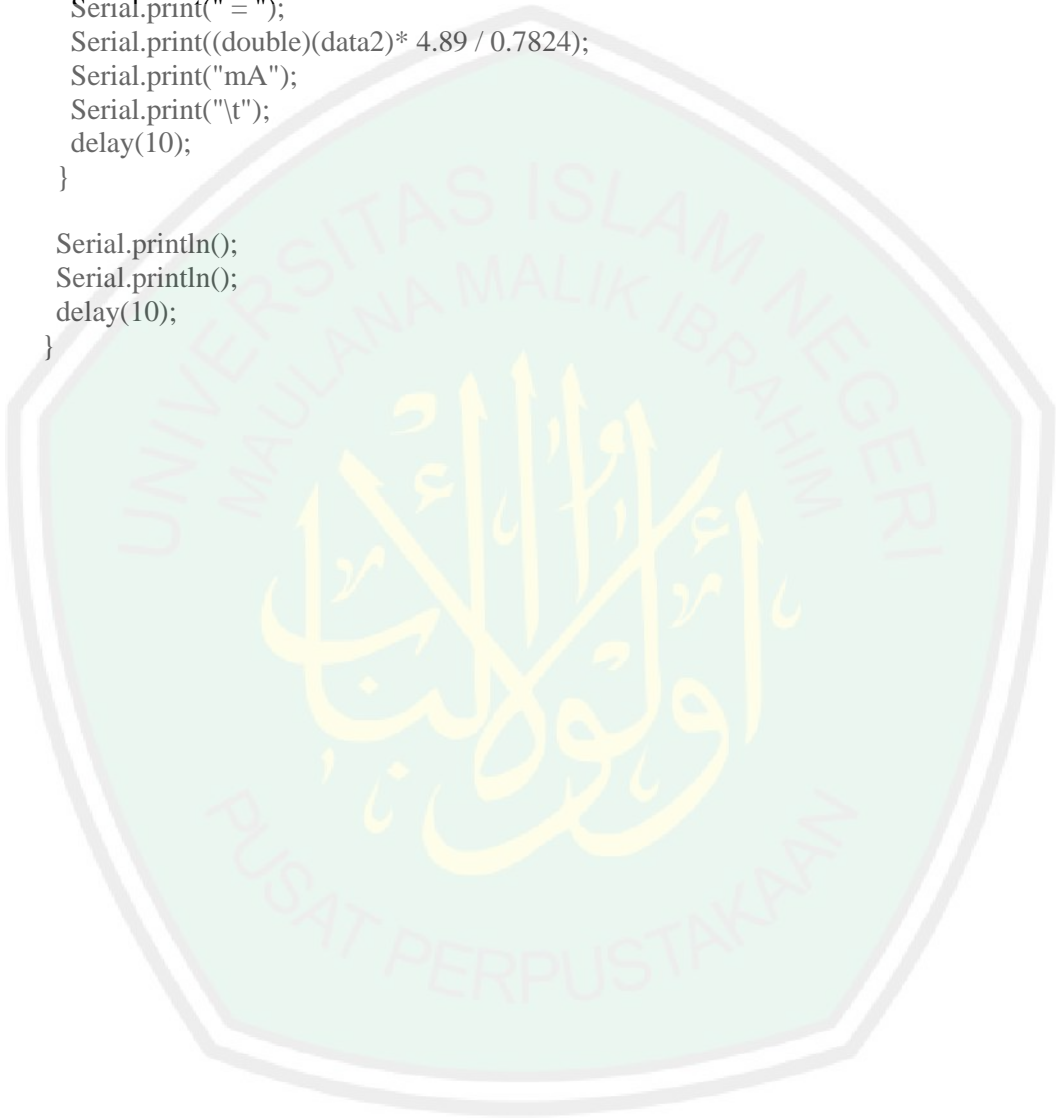 Serial.print(" = ");
Serial.print((double)(data2)* 4.89 / 0.7824);
Serial.print("mA");
Serial.print("\t");
delay(10);
}
Serial.println();
Serial.println();
delay(10);
}
UNIVERSITAS ISLAM NEGERI
MAULANA MALIK IBRAHIM
PUSAT PERPUSTAKAAN